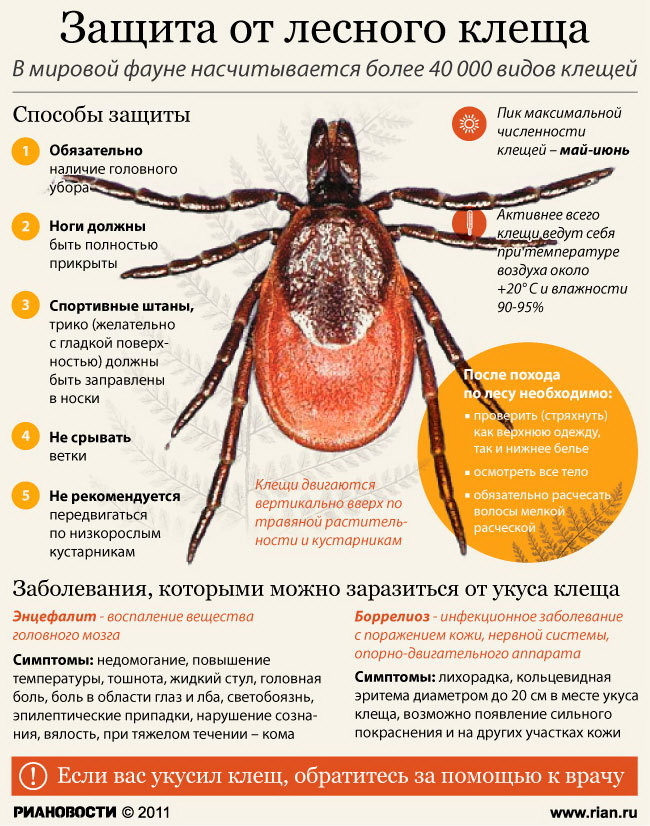 Защита от лесного клеща
В мировой фауне насчитывается более 40 000 видов клещей
Способы защиты
1
Обязательно
наличие головного
убора
2
Ноги должны
быть полностью
прикрыты
3
Спортивные штаны,
трико (желательно
с гладкой поверх-
ностью) должны
быть заправлены
в носки
4
Не срывать
ветки
5
Не рекомендуется
передвигаться
по низкорослым
кустарникам
Пик максимальной
численности
клещей – май-июнь
Активнее всего
клещи ведут себя
при температуре
воздуха около
+20° С и влажности
90-95%
После похода
по лесу необходимо:
▪ проверить (стряхнуть)
как верхнюю одежду,
так и нижнее белье
▪ осмотреть все тело
▪ обязательно расчесать
волосы мелкой
расческой
Клещи двигаются
вертикально вверх по
травяной раститель-
ности и кустарникам
Заболевания, которыми можно заразиться от укуса клеща
Энцефалит - воспаление вещества
головного мозга
Симптомы: недомогание, повышение
температуры, тошнота, жидкий стул, головная
боль, боль в области глаз и лба, светобоязнь,
эпилептические припадки, нарушение созна-
ния, вялость, при тяжелом течении – кома
Боррелиоз - инфекционное заболевание
с поражением кожи, нервной системы,
опорно-двигательного аппарата
Симптомы: лихорадка, кольцевидная
эритема диаметром до 20 см в месте укуса
клеща, возможно появление сильного
покраснения и на других участках кожи
! Если вас укусил клещ, обратитесь за помощью к врачу
РИАНОВОСТИ © 2011
www.rian.ru